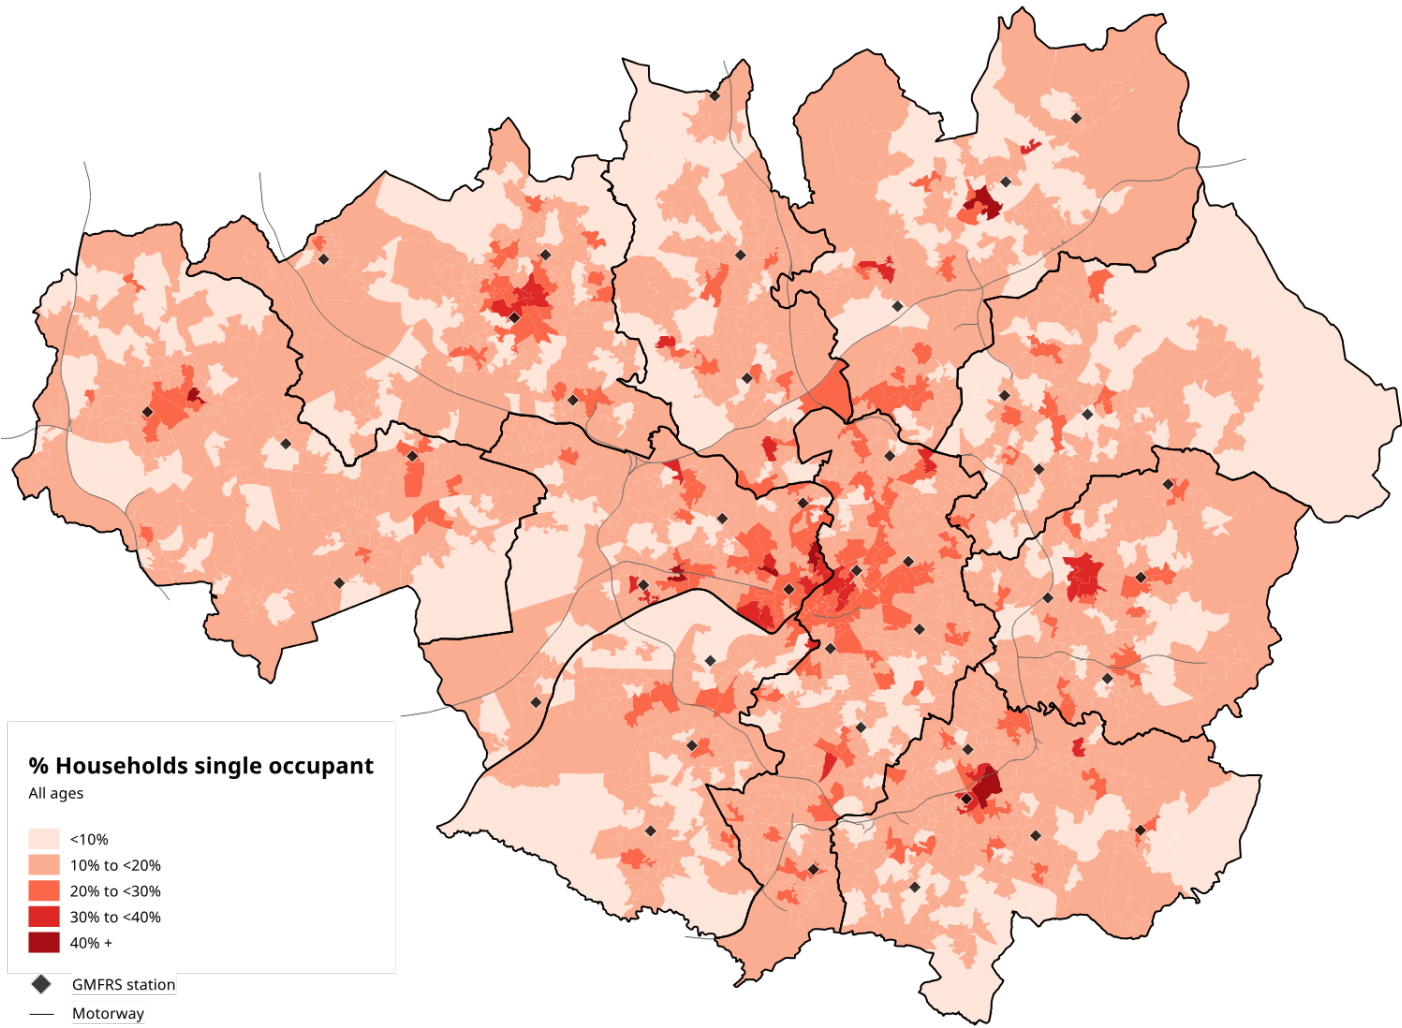 % Households single occupant
All ages
<10%
10% to <20%
20% to <30%
30% to <40%
40% +
GMFRS station
Motorway